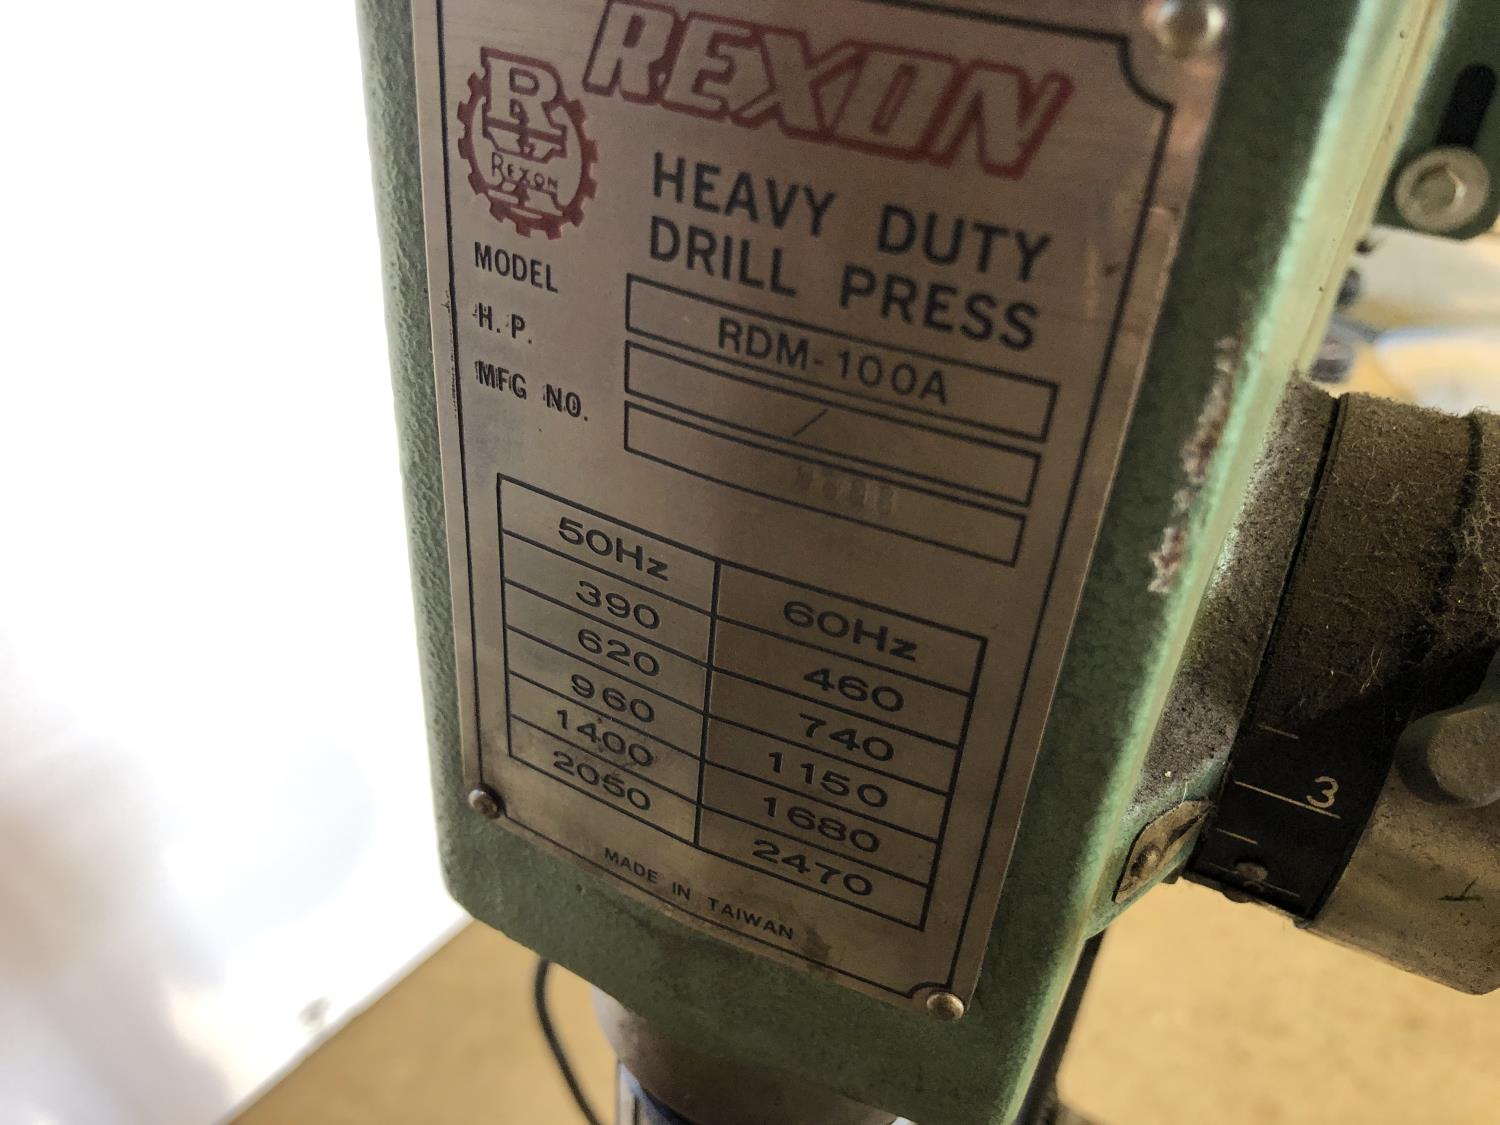 REXON
R
REXON
HEAVY DUTY
DRILL PRESS
MODEL RDM-100A
H.P. /
MFG NO.
50Hz 60Hz
390 460
620 740
960 1150
1400 1680
2050 2470
MADE IN TAIWAN
3